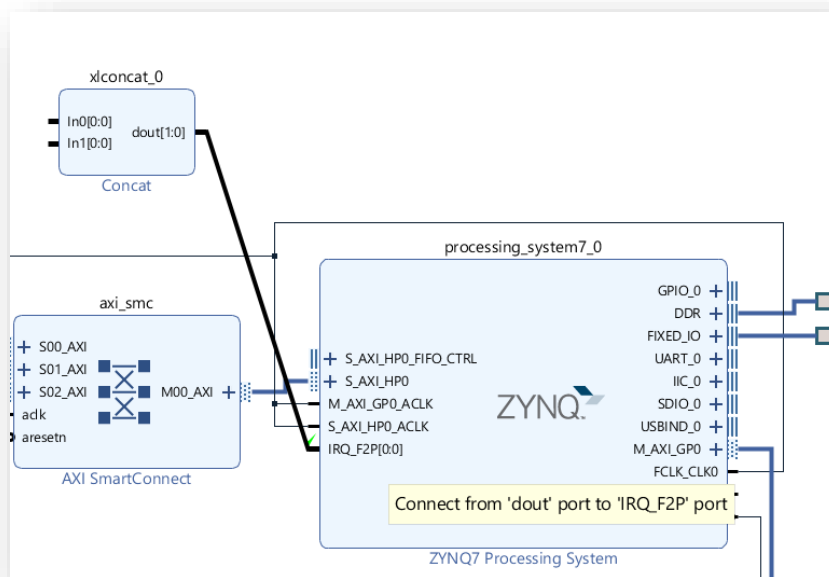 xlconcat_0
In0[0:0]
In1[0:0]
dout[1:0]
Concat
processing_system7_0
axi_smc
S00_AXI
S01_AXI
S02_AXI
aclk
aresetn
M00_AXI
AXI SmartConnect
S_AXI_HP0_FIFO_CTRL
S_AXI_HP0
M_AXI_GP0_ACLK
S_AXI_HP0_ACLK
IRQ_F2P[0:0]
ZYNQ
GPIO_0
DDR
FIXED_IO
UART_0
IIC_0
SDIO_0
USBIND_0
M_AXI_GP0
FCLK_CLK0
Connect from 'dout' port to 'IRQ_F2P' port
ZYNQ7 Processing System